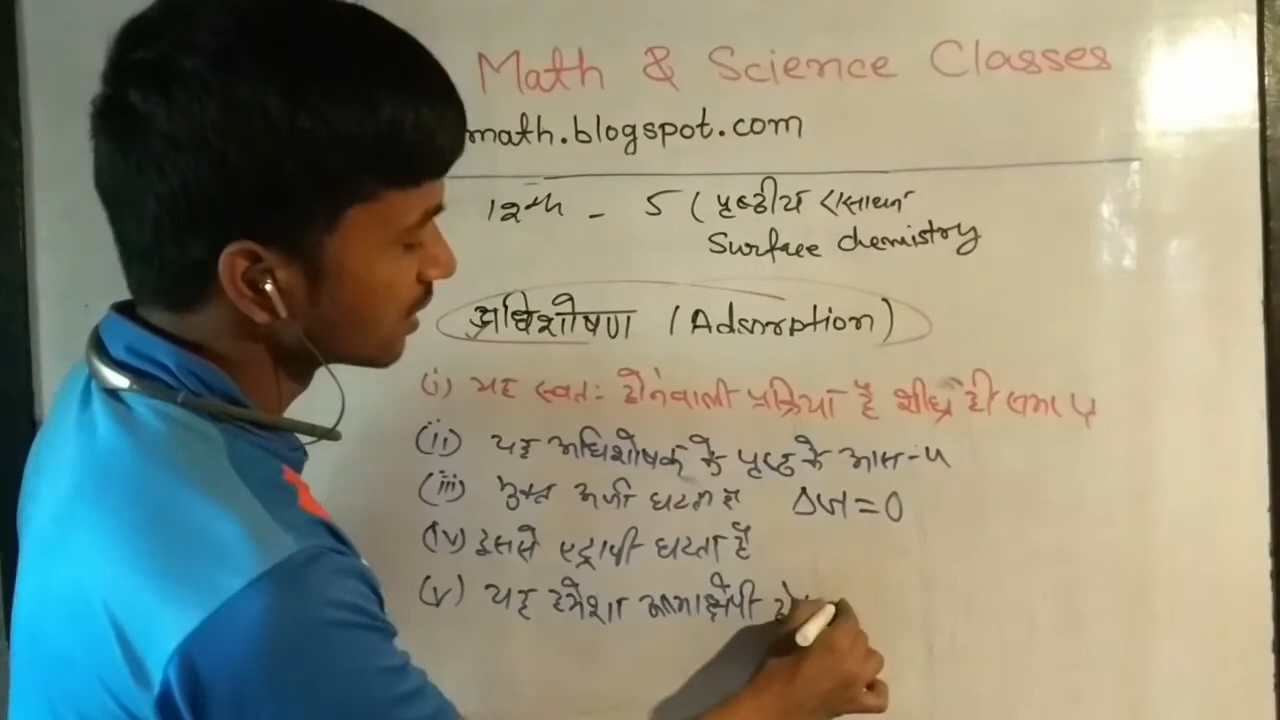 Math & Science Classes
math.blogspot.com
12th - 5 ( पृष्ठीय रसायन
Surface chemistry
अधिशोषण (Adsorption)
(i) यह स्वतः होनेवाली प्रक्रिया है शीघ्र ही
(ii) यह अधिशोषक के पृष्ठ के आस-प
(iii) मुक्त ऊर्जा घटता है ΔH=0
(iv) इससे एंट्रापी घटता है
(v) यह हमेशा